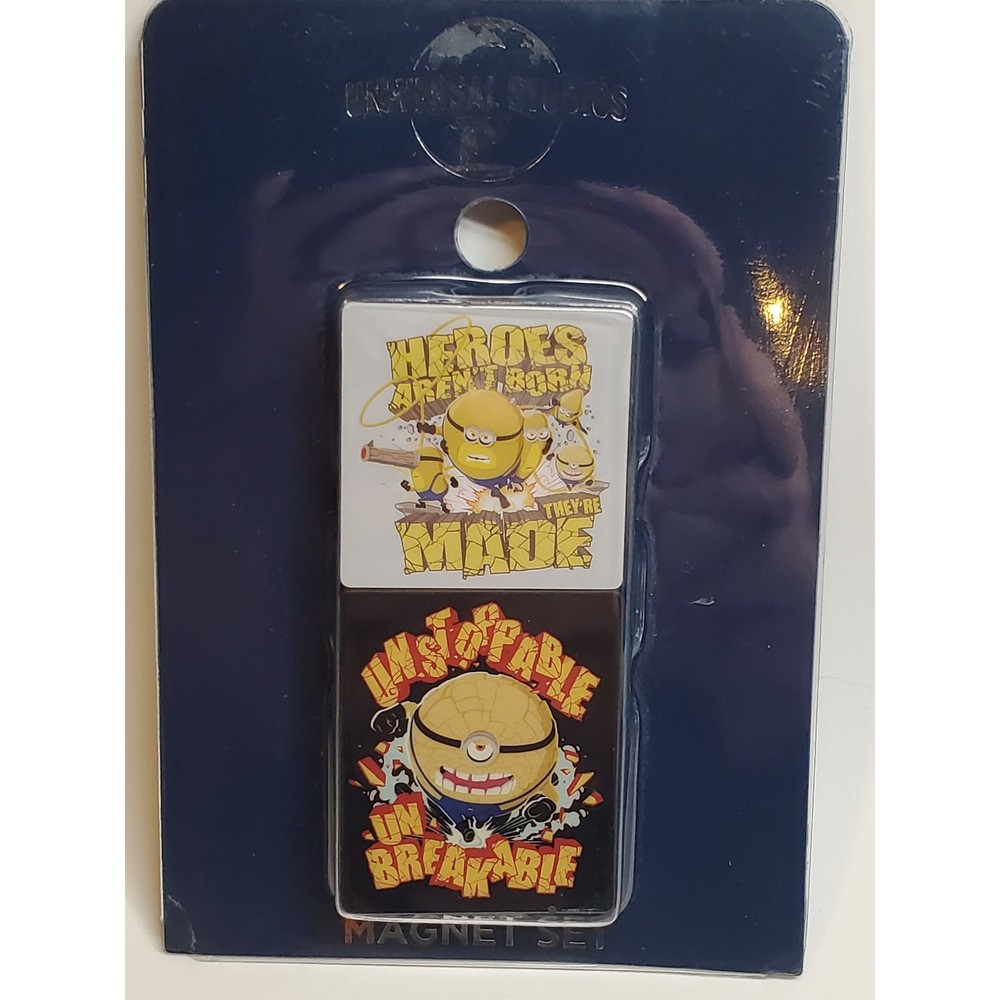 UNIVERSAL STUDIOS
HEROES
AREN'T BORN
THEY'RE
MADE
UNSTOPPABLE
UN
BREAKABLE
MAGNET SET